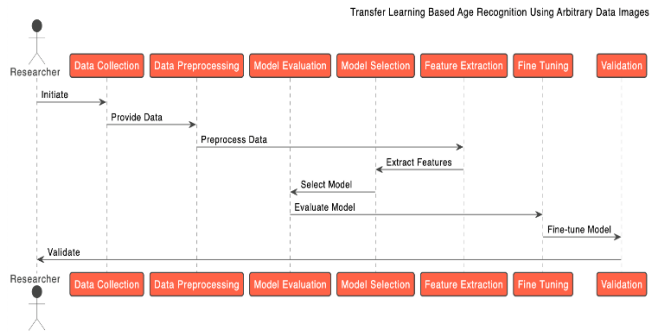 Transfer Learning Based Age Recognition Using Arbitrary Data Images
Researcher
Data Collection
Data Preprocessing
Model Evaluation
Model Selection
Feature Extraction
Fine Tuning
Validation
Initiate
Provide Data
Preprocess Data
Extract Features
Select Model
Evaluate Model
Fine-tune Model
Validate
Researcher
Data Collection
Data Preprocessing
Model Evaluation
Model Selection
Feature Extraction
Fine Tuning
Validation